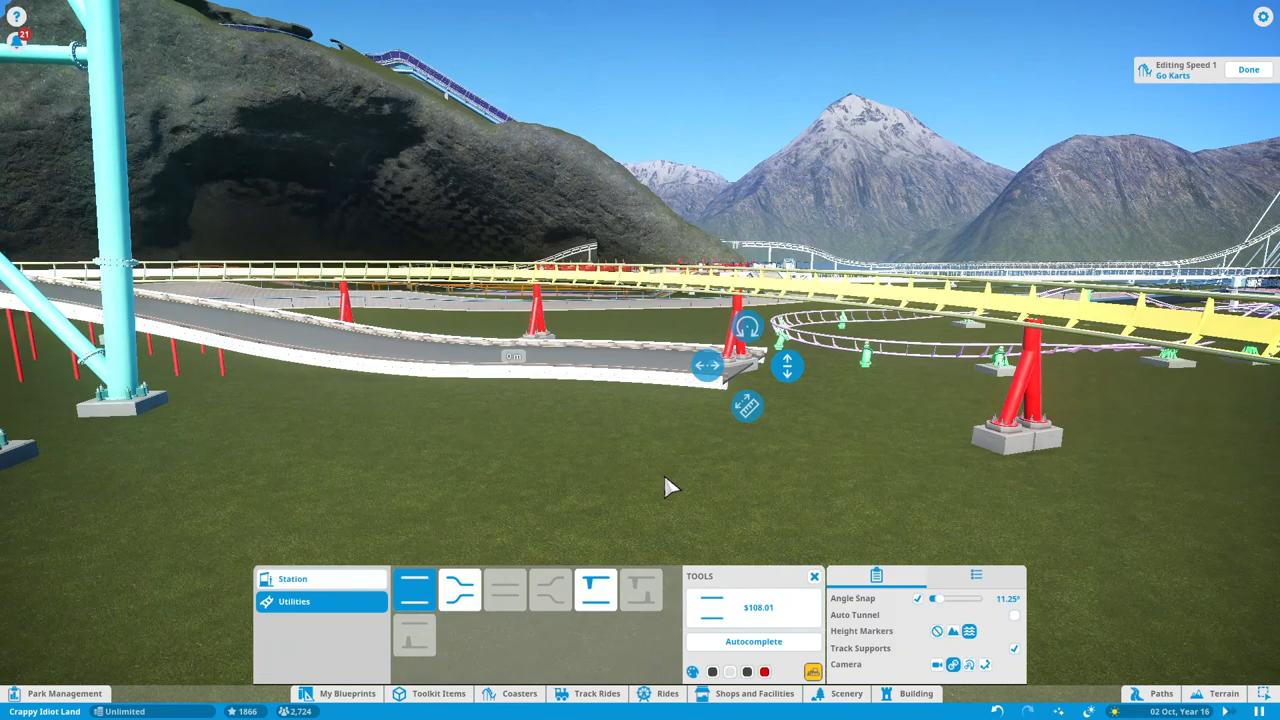 ?
21
Editing Speed 1
Go Karts
Done
0 m
Station
Utilities
TOOLS
$108.01
Autocomplete
Angle Snap
11.25°
Auto Tunnel
Height Markers
Track Supports
Camera
Park Management
My Blueprints
Toolkit Items
Coasters
Track Rides
Rides
Shops and Facilities
Scenery
Building
Paths
Terrain
Crappy Idiot Land
Unlimited
1866
2,724
02 Oct, Year 16